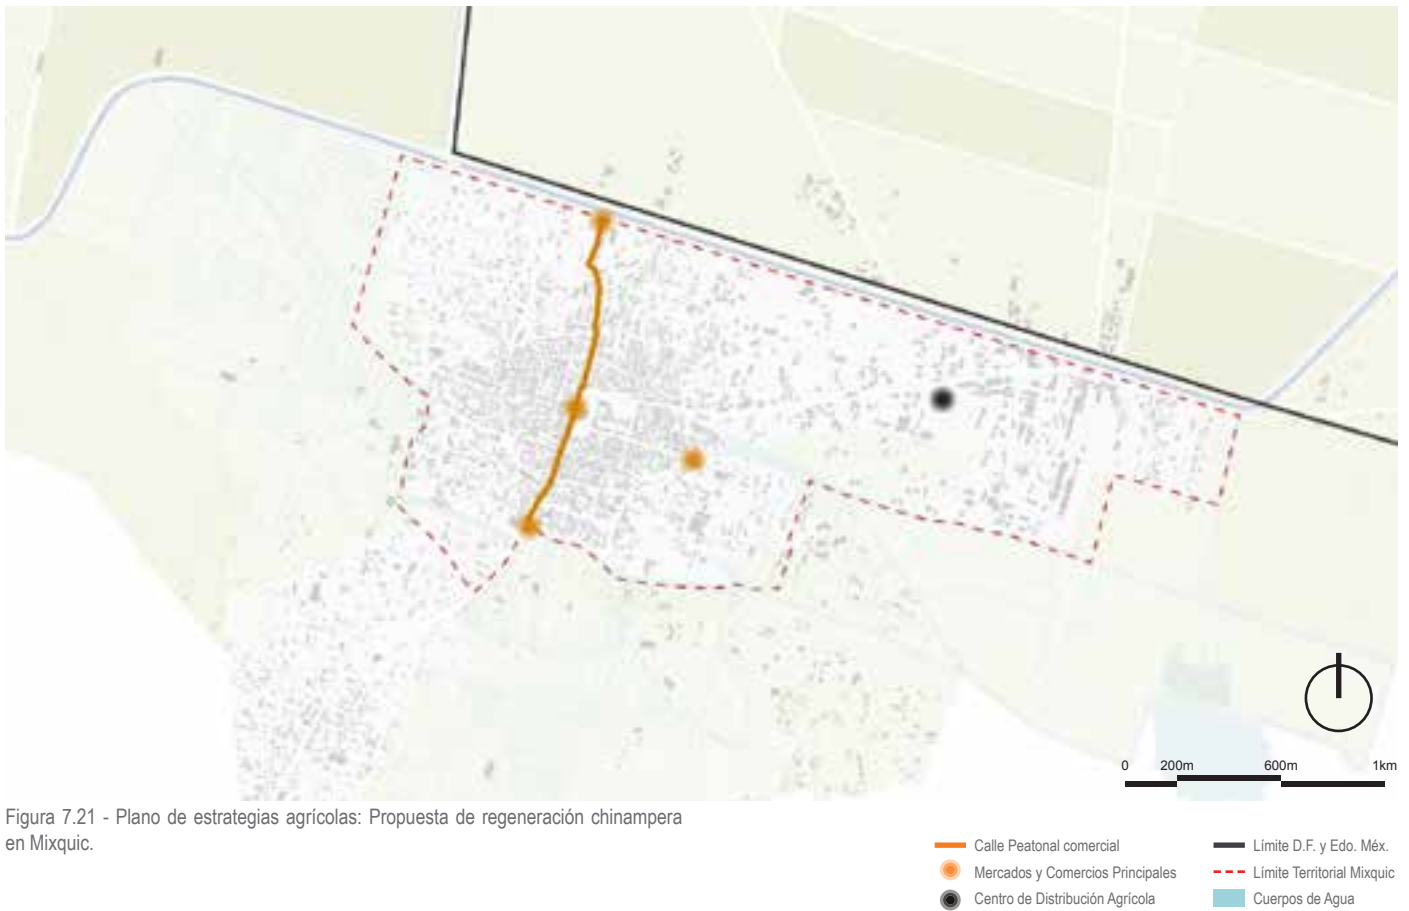 0 200m 600m 1km
Figura 7.21 - Plano de estrategias agrícolas: Propuesta de regeneración chinampera
en Mixquic.
Calle Peatonal comercial
Mercados y Comercios Principales
Centro de Distribución Agrícola
Límite D.F. y Edo. Méx.
Límite Territorial Mixquic
Cuerpos de Agua